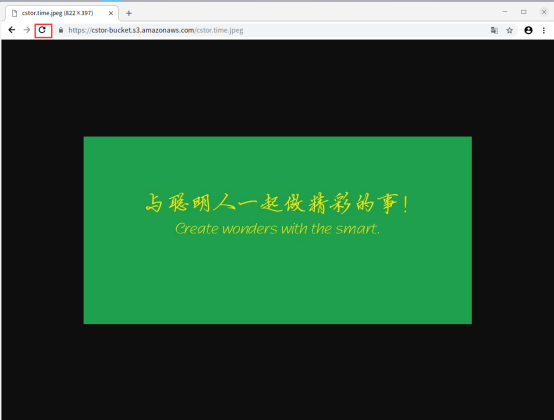 cstor.time.jpeg (822×397)
https://cstor-bucket.s3.amazonaws.com/cstor.time.jpeg
与聪明人一起做精彩的事!
Create wonders with the smart.